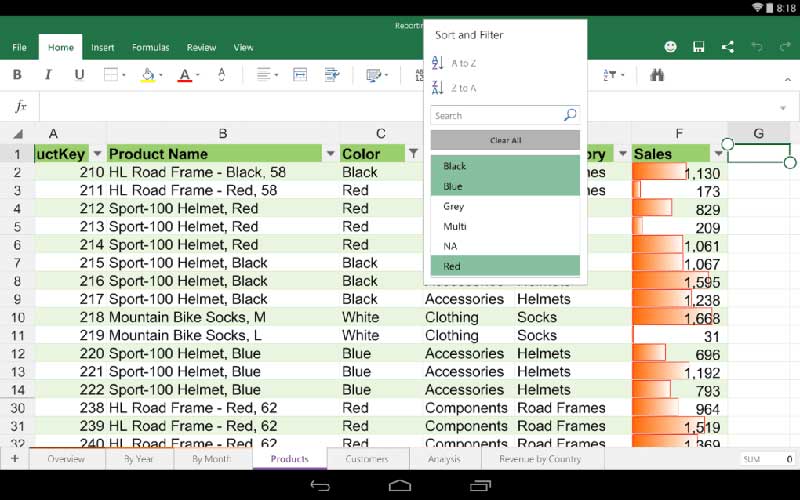 8:18
Reporting
File Home Insert Formulas Review View
B I U A
fx
Sort and Filter
A to Z
Z to A
Search
Clear All
Black
Blue
Grey
Multi
NA
Red
A B C F G
1 uctKey Product Name Color ry Sales
2 210 HL Road Frame - Black, 58 Black mes 1,130
3 211 HL Road Frame - Red, 58 Red mes 173
4 212 Sport-100 Helmet, Red Red 829
5 213 Sport-100 Helmet, Red Red 209
6 214 Sport-100 Helmet, Red Red 1,061
7 215 Sport-100 Helmet, Black Black 1,067
8 216 Sport-100 Helmet, Black Black 1,595
9 217 Sport-100 Helmet, Black Black Accessories Helmets 1,238
10 218 Mountain Bike Socks, M White Clothing Socks 1,668
11 219 Mountain Bike Socks, L White Clothing Socks 31
12 220 Sport-100 Helmet, Blue Blue Accessories Helmets 696
13 221 Sport-100 Helmet, Blue Blue Accessories Helmets 1,192
14 222 Sport-100 Helmet, Blue Blue Accessories Helmets 793
30 238 HL Road Frame - Red, 62 Red Components Road Frames 964
31 239 HL Road Frame - Red, 62 Red Components Road Frames 1,519
32 240 HL Road Frame - Red, 62 Red Components Road Frames 1,369
+ Overview By Year By Month Products Customers Analysis Revenue by Country SUM 0